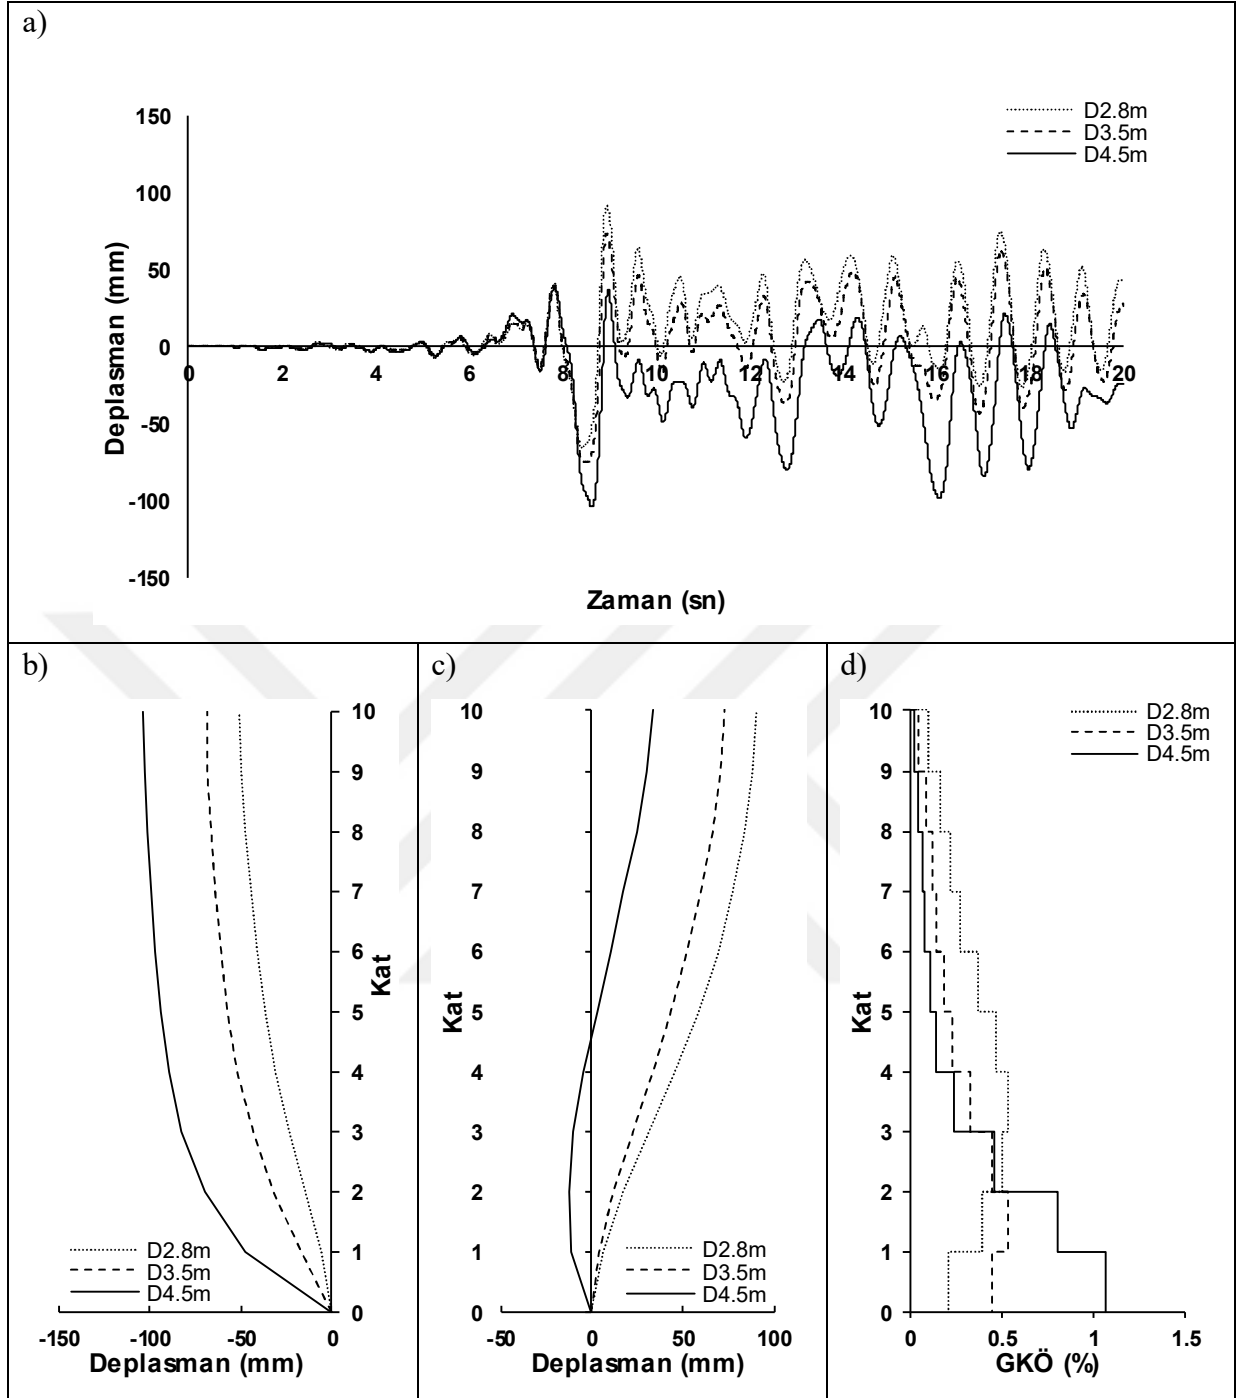 a)
150
100
50
0
-50
-100
-150
Deplasman (mm)
0 2 4 6 8 10 12 14 16 18 20
Zaman (sn)
D2.8m
D3.5m
D4.5m
b)
10
9
8
7
6
5
4
3
2
1
0
Kat
D2.8m
D3.5m
D4.5m
-150 -100 -50 0
Deplasman (mm)
c)
10
9
8
7
6
5
4
3
2
1
0
Kat
D2.8m
D3.5m
D4.5m
-50 0 50 100
Deplasman (mm)
d)
10
9
8
7
6
5
4
3
2
1
0
Kat
D2.8m
D3.5m
D4.5m
0 0.5 1 1.5
GKÖ (%)